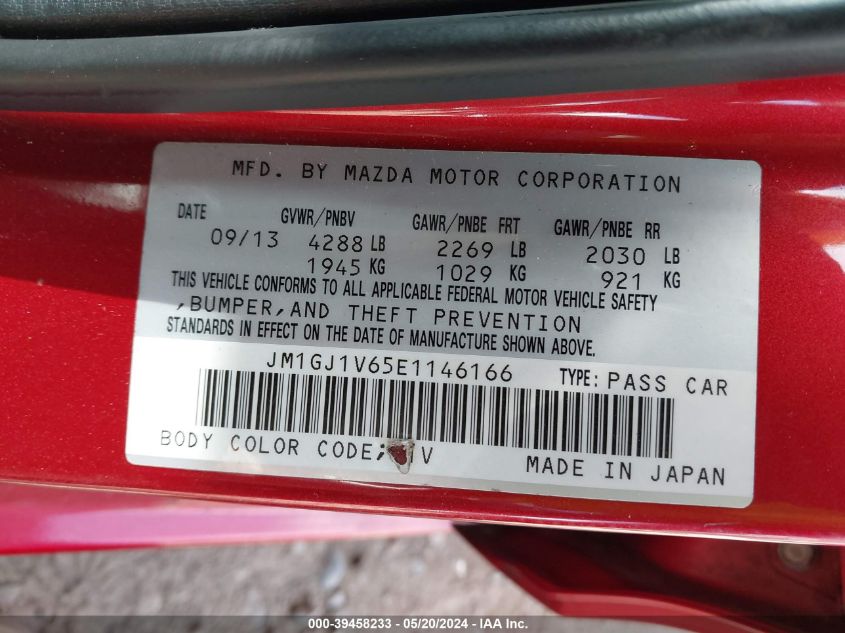 MFD. BY MAZDA MOTOR CORPORATION
DATE GVWR/PNBV GAWR/PNBE FRT GAWR/PNBE RR
09/13 4288 LB 2269 LB 2030 LB
1945 KG 1029 KG 921 KG
THIS VEHICLE CONFORMS TO ALL APPLICABLE FEDERAL MOTOR VEHICLE SAFETY
,BUMPER,AND THEFT PREVENTION
STANDARDS IN EFFECT ON THE DATE OF MANUFACTURE SHOWN ABOVE.
JM1GJ1V65E1146166 TYPE: PASS CAR
BODY COLOR CODE; V MADE IN JAPAN
000-39458233 - 05/20/2024 - IAA Inc.